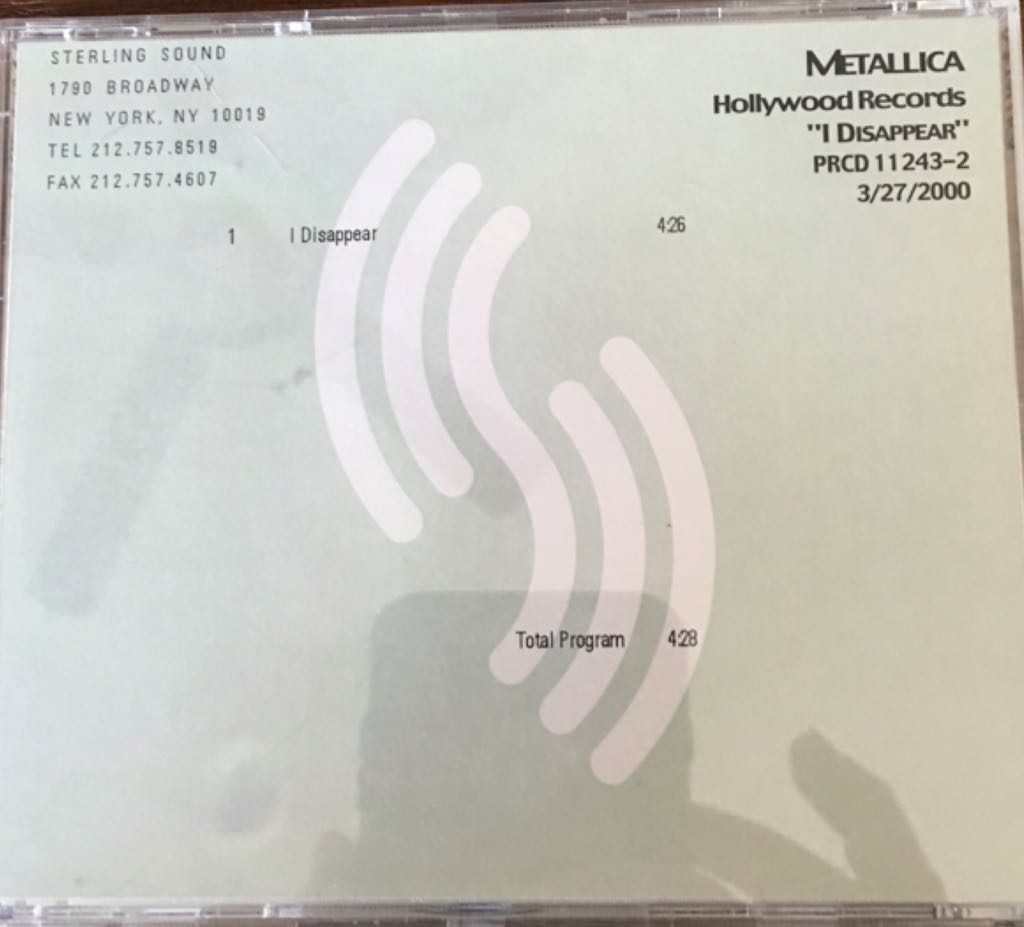 STERLING SOUND
1790 BROADWAY
NEW YORK, NY 10019
TEL 212.757.8519
FAX 212.757.4607
METALLICA
Hollywood Records
"I DISAPPEAR"
PRCD 11243-2
3/27/2000
1 I Disappear 4:26
Total Program 4:28